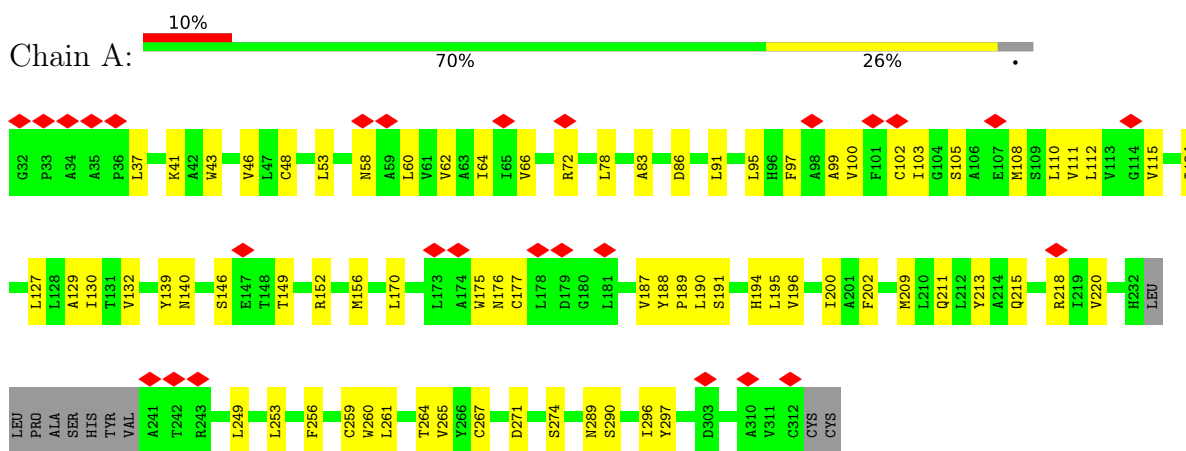 10%
Chain A:
70% 26% •
G32 P33 A34 A35 P36 L37 K41 A42 W43 V46 L47 C48 L53 N58 A59 L60 V61 V62 A63 I64 I65 V66 R72 L78 A83 D86 L91 L95 H96 F97 A98 A99 V100 F101 C102 I103 G104 S105 A106 E107 M108 S109 L110 V111 L112 V113 G114 V115
L127 L128 A129 I130 T131 V132 Y139 N140 S146 E147 T148 T149 R152 M156 L170 L173 A174 W175 N176 C177 L178 D179 G180 L181 V187 Y188 P189 L190 S191 H194 L195 V196 I200 A201 F202 M209 L210 Q211 L212 Y213 A214 Q215 R218 I219 V220 H232 LEU
LEU PRO ALA SER HIS TYR VAL A241 T242 R243 L249 L253 F256 C259 W260 L261 T264 V265 Y266 C267 D271 S274 N289 S290 I296 Y297 D303 A310 V311 C312 CYS CYS